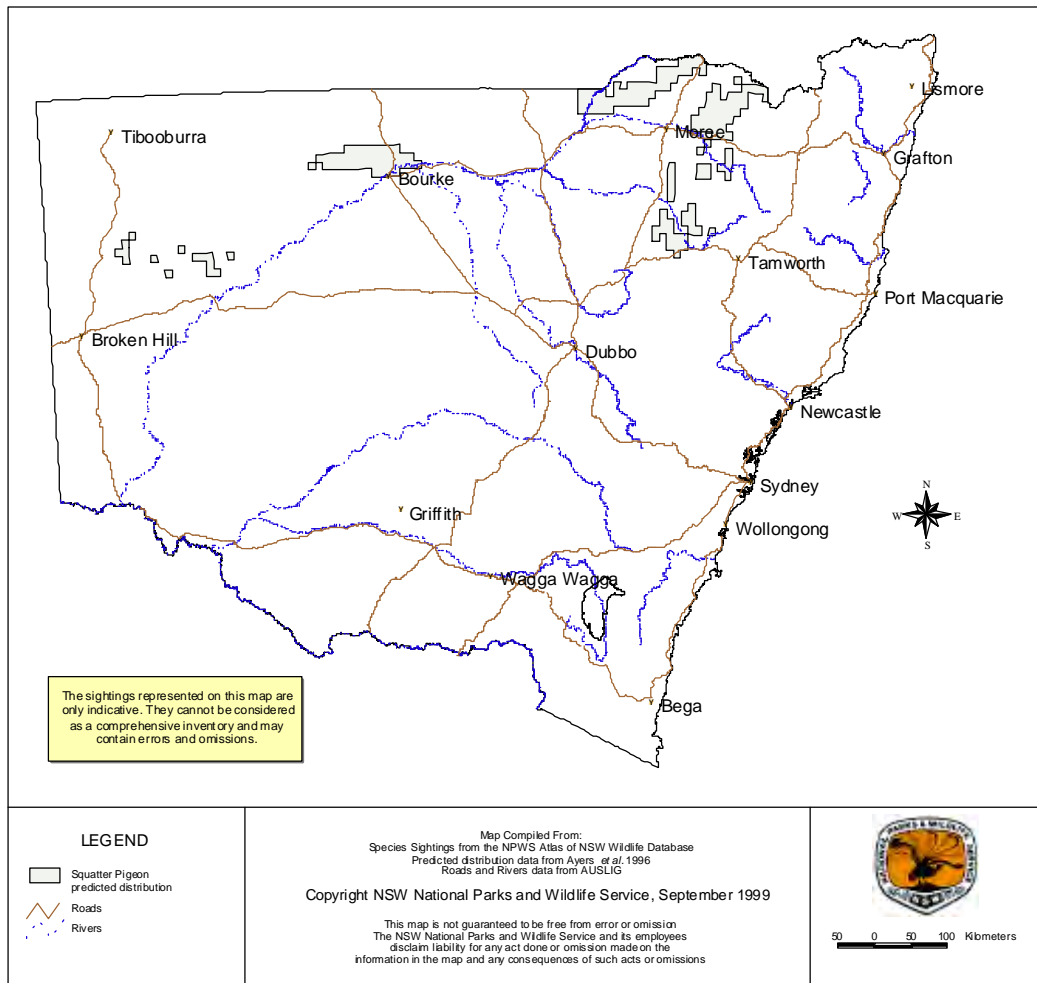 Lismore
Tibooburra
Moree
Grafton
Bourke
Tamworth
Port Macquarie
Broken Hill
Dubbo
Newcastle
Sydney
N
W E
S
Griffith
Wollongong
Wagga Wagga
Bega
The sightings represented on this map are
only indicative. They cannot be considered
as a comprehensive inventory and may
contain errors and omissions.
LEGEND
Squatter Pigeon
predicted distribution
Roads
Rivers
Map Compiled From:
Species Sightings from the NPWS Atlas of NSW Wildlife Database
Predicted distribution data from Ayers et al. 1996
Roads and Rivers data from AUSLIG
Copyright NSW National Parks and Wildlife Service, September 1999
This map is not guaranteed to be free from error or omission
The NSW National Parks and Wildlife Service and its employees
disclaim liability for any act done or omission made on the
information in the map and any consequences of such acts or omissions
NATIONAL PARKS & WILDLIFE SERVICE
50 0 50 100 Kilometers